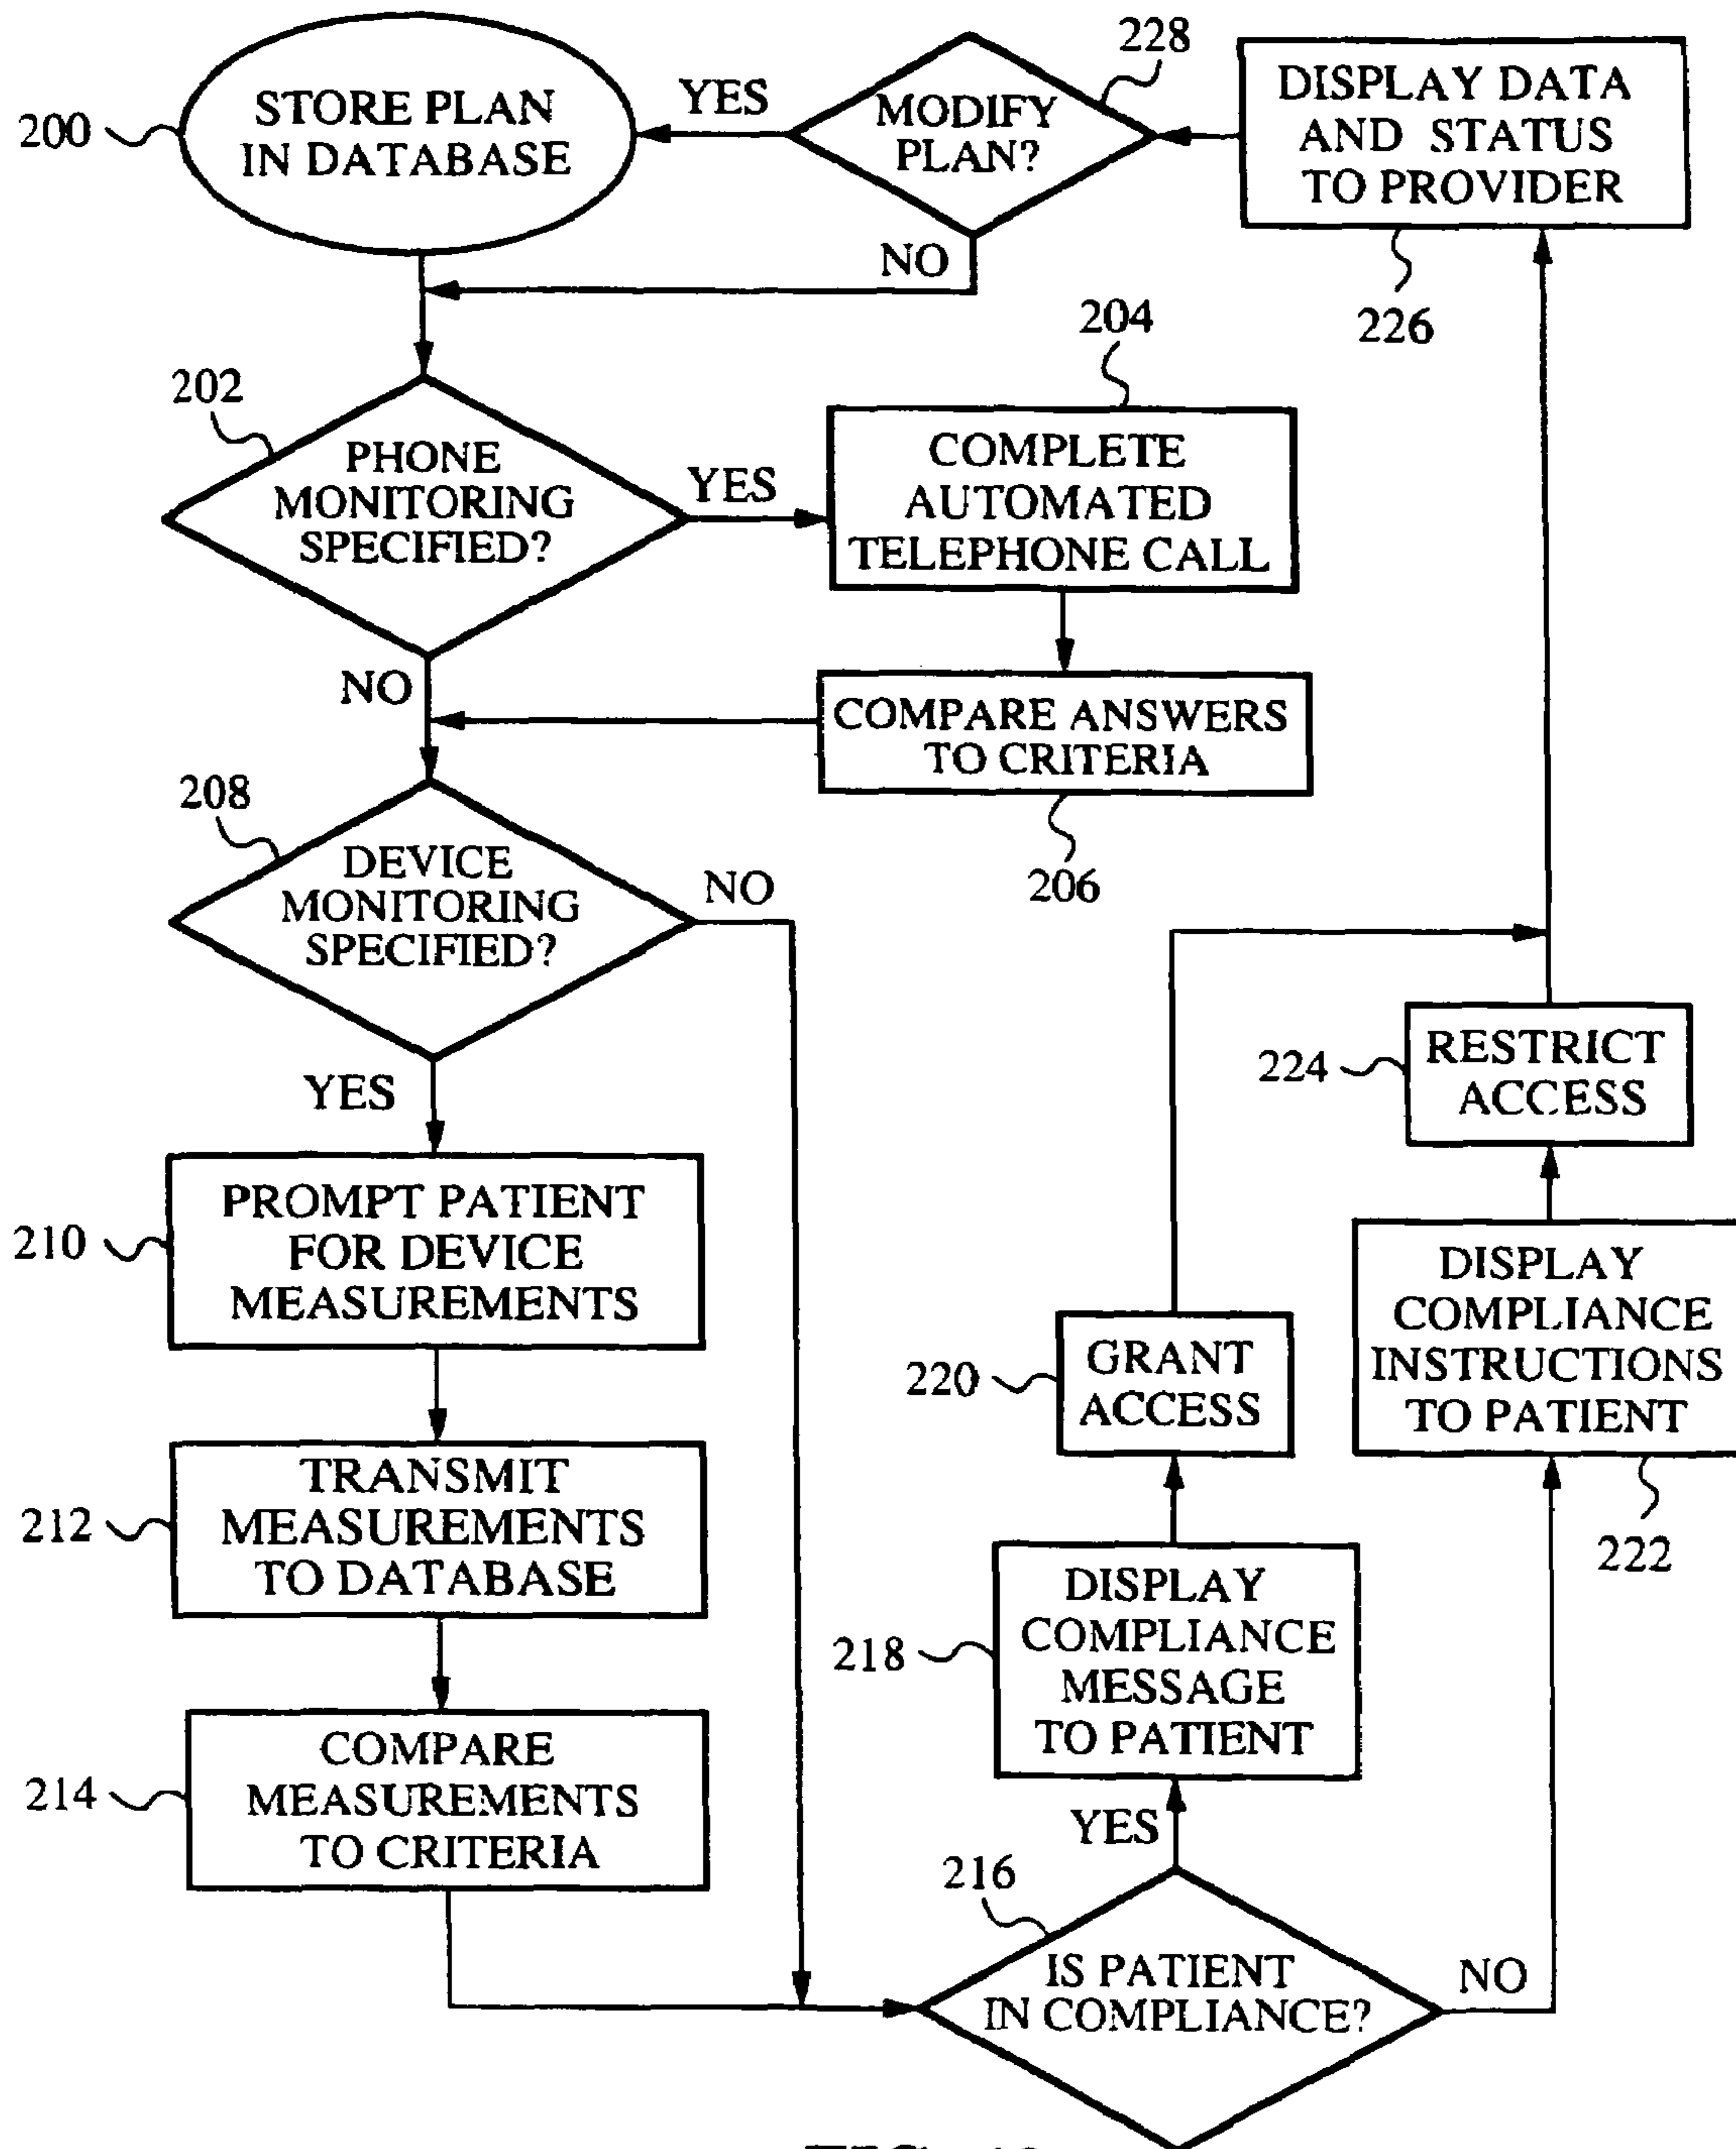 STORE PLAN
IN DATABASE
200
YES
MODIFY
PLAN?
228
NO
DISPLAY DATA
AND STATUS
TO PROVIDER
226
202
PHONE
MONITORING
SPECIFIED?
YES
NO
204
COMPLETE
AUTOMATED
TELEPHONE CALL
COMPARE ANSWERS
TO CRITERIA
206
208
DEVICE
MONITORING
SPECIFIED?
NO
YES
210
PROMPT PATIENT
FOR DEVICE
MEASUREMENTS
212
TRANSMIT
MEASUREMENTS
TO DATABASE
214
COMPARE
MEASUREMENTS
TO CRITERIA
216
IS PATIENT
IN COMPLIANCE?
YES
NO
218
DISPLAY
COMPLIANCE
MESSAGE
TO PATIENT
220
GRANT
ACCESS
222
DISPLAY
COMPLIANCE
INSTRUCTIONS
TO PATIENT
224
RESTRICT
ACCESS